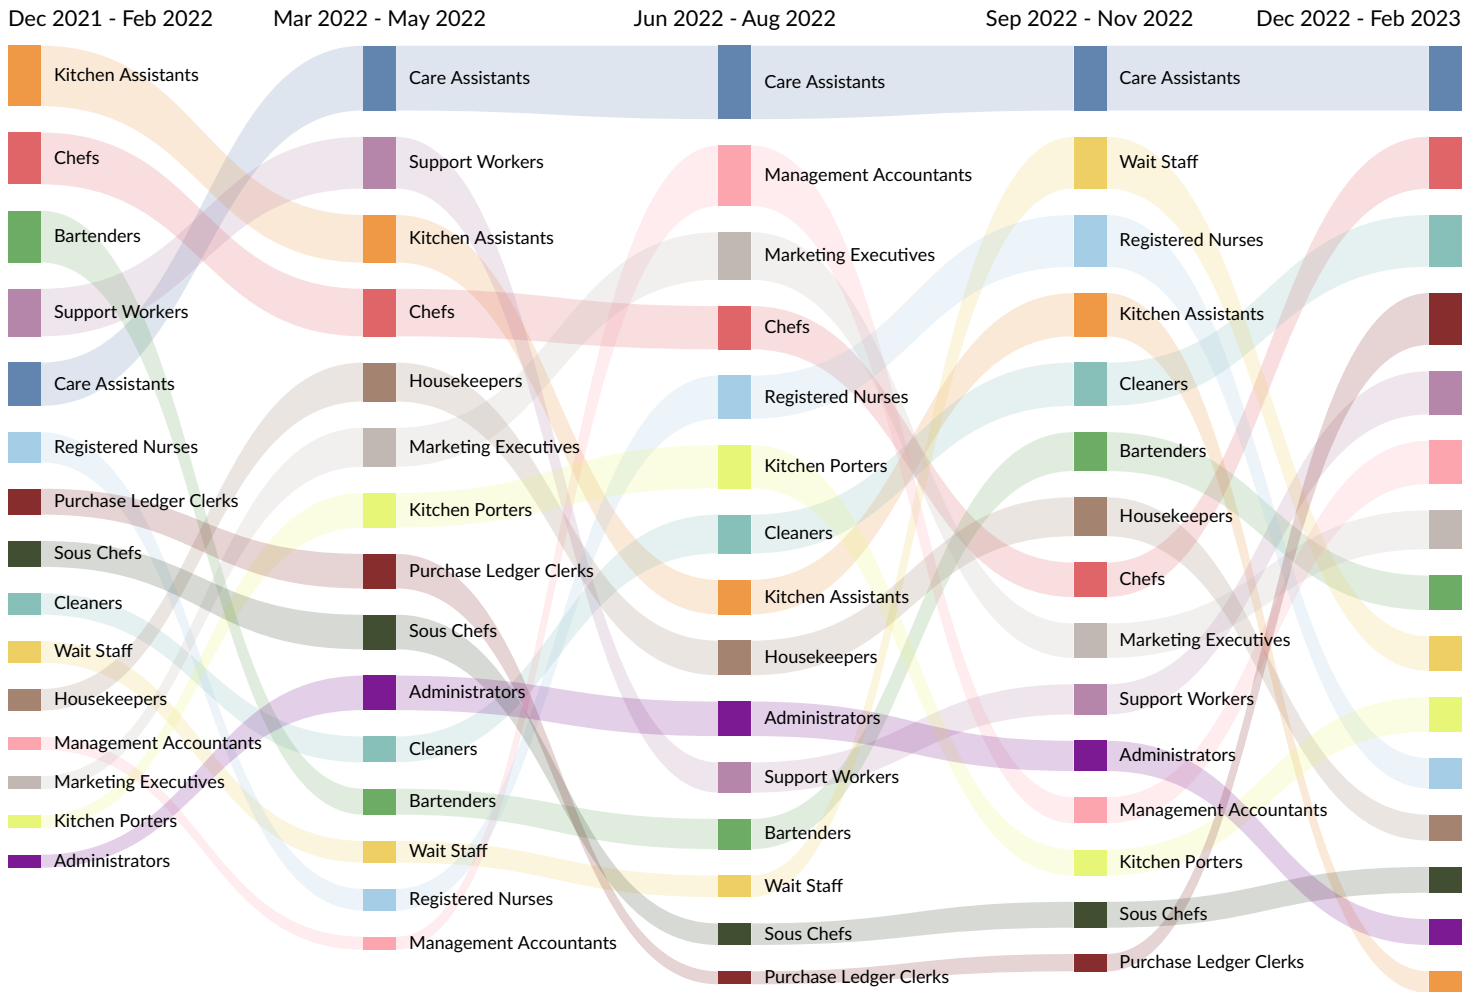 Dec 2021 - Feb 2022
Mar 2022 - May 2022
Jun 2022 - Aug 2022
Sep 2022 - Nov 2022
Dec 2022 - Feb 2023
Kitchen Assistants
Chefs
Bartenders
Support Workers
Care Assistants
Registered Nurses
Purchase Ledger Clerks
Sous Chefs
Cleaners
Wait Staff
Housekeepers
Management Accountants
Marketing Executives
Kitchen Porters
Administrators
Care Assistants
Support Workers
Kitchen Assistants
Chefs
Housekeepers
Marketing Executives
Kitchen Porters
Purchase Ledger Clerks
Sous Chefs
Administrators
Cleaners
Bartenders
Wait Staff
Registered Nurses
Management Accountants
Care Assistants
Management Accountants
Marketing Executives
Chefs
Registered Nurses
Kitchen Porters
Cleaners
Kitchen Assistants
Housekeepers
Administrators
Support Workers
Bartenders
Wait Staff
Sous Chefs
Purchase Ledger Clerks
Care Assistants
Wait Staff
Registered Nurses
Kitchen Assistants
Cleaners
Bartenders
Housekeepers
Chefs
Marketing Executives
Support Workers
Administrators
Management Accountants
Kitchen Porters
Sous Chefs
Purchase Ledger Clerks